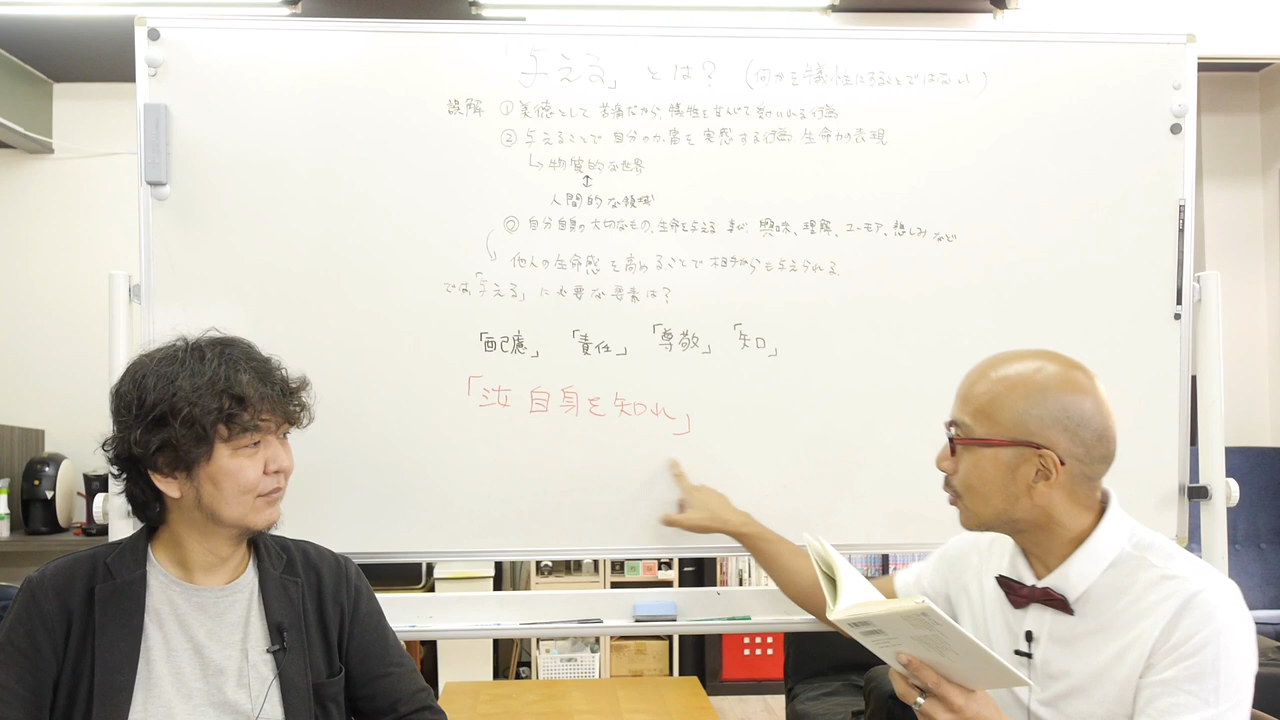 「与える」とは？（何かを犠牲にすることではない）
誤解 ① 美徳として 苦痛だから、犠牲を甘んじて受け入れる行為
② 与えることで 自分の力、富を 実感する行為 生命力の表現
↳ 物質的な世界
↕
人間的な領域
◎ 自分自身の大切なもの、生命を与える 喜び、興味、理解、ユーモア、悲しみ など
他人の生命感を高めることで 相手からも与えられる
では「与える」に必要な要素は？
「配慮」 「責任」 「尊敬」 「知」
「汝 自身を知れ」